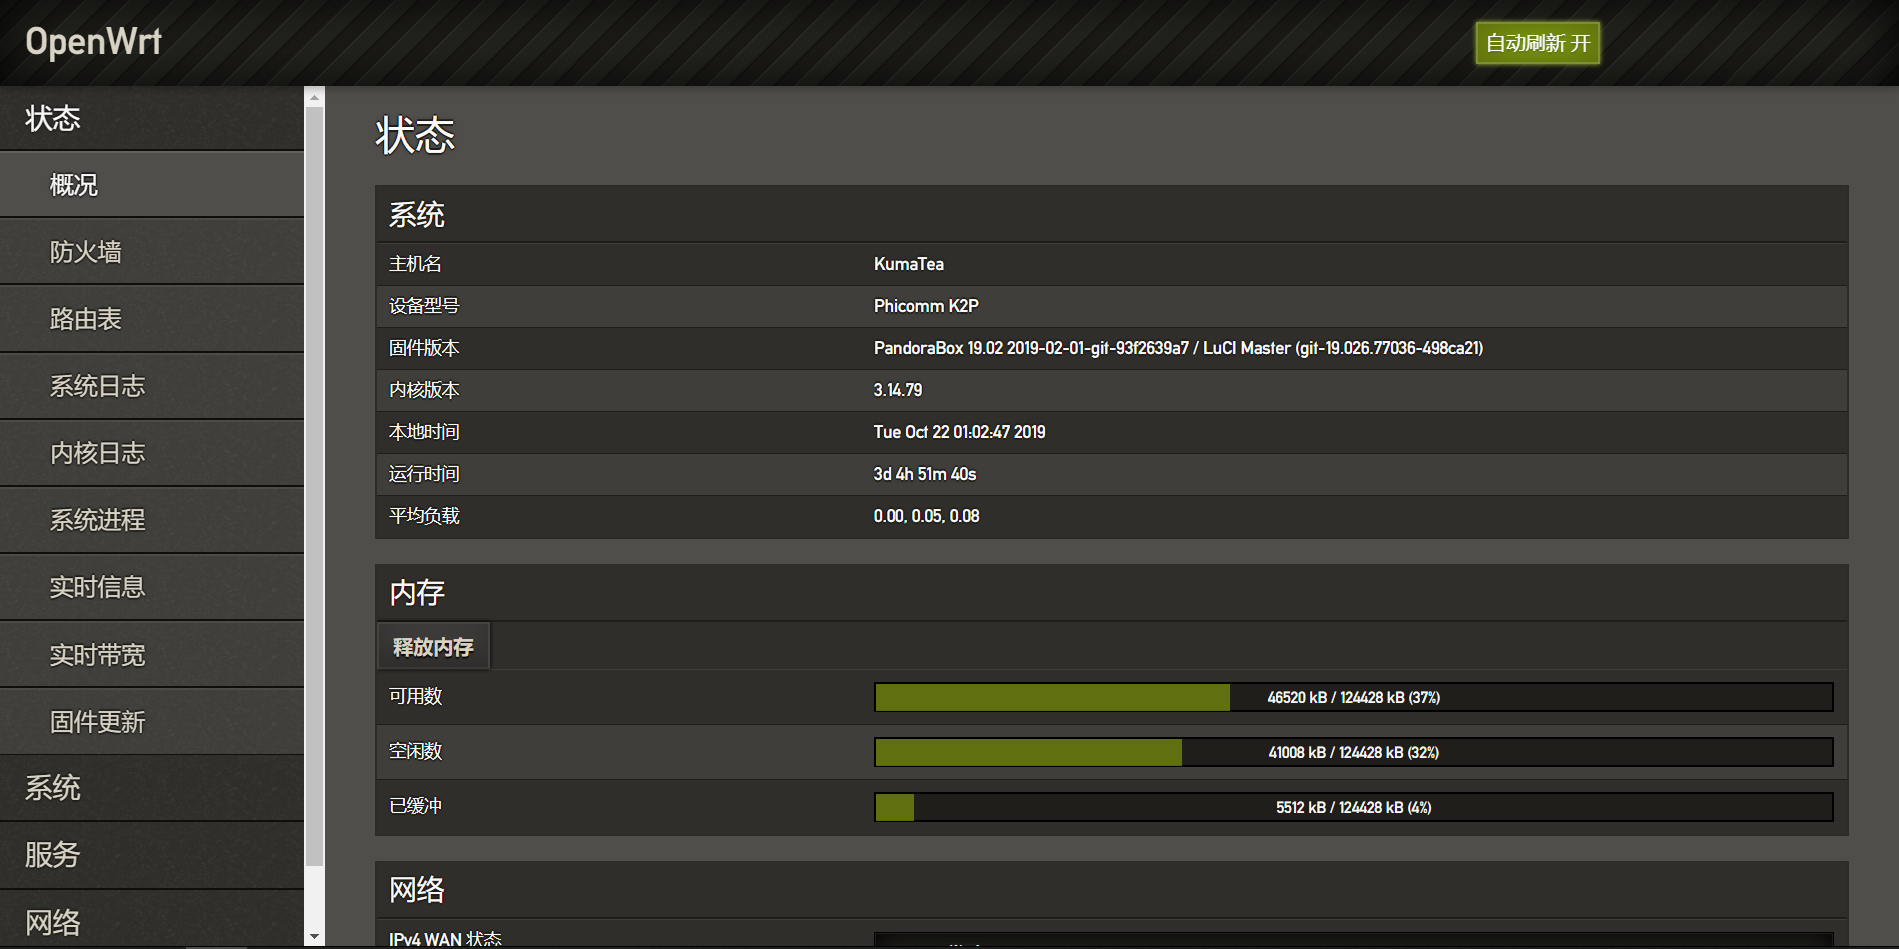 OpenWrt
自动刷新 开
状态
概况
防火墙
路由表
系统日志
内核日志
系统进程
实时信息
实时带宽
固件更新
系统
服务
网络
状态
系统
主机名 KumaTea
设备型号 Phicomm K2P
固件版本 PandoraBox 19.02 2019-02-01-git-93f2639a7 / LuCI Master (git-19.026.77036-498ca21)
内核版本 3.14.79
本地时间 Tue Oct 22 01:02:47 2019
运行时间 3d 4h 51m 40s
平均负载 0.00, 0.05, 0.08
内存
释放内存
可用数 46520 kB / 124428 kB (37%)
空闲数 41008 kB / 124428 kB (32%)
已缓冲 5512 kB / 124428 kB (4%)
网络
IPv4 WAN 状态